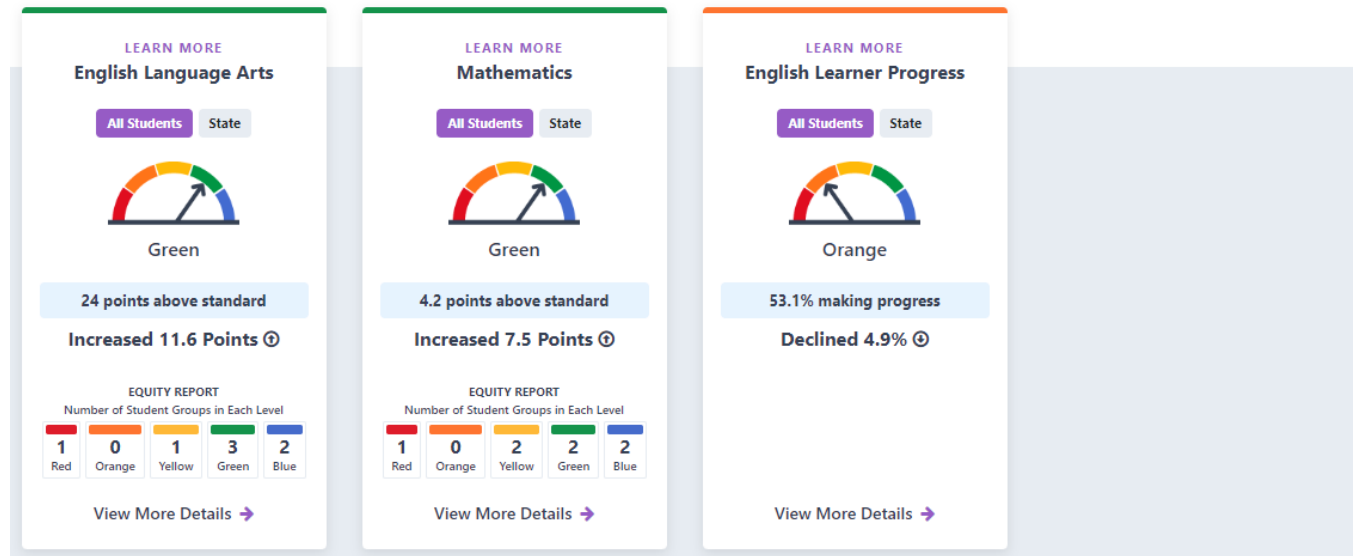 LEARN MORE
English Language Arts
All Students State
Green
24 points above standard
Increased 11.6 Points
EQUITY REPORT
Number of Student Groups in Each Level
1 0 1 3 2
Red Orange Yellow Green Blue
View More Details
LEARN MORE
Mathematics
All Students State
Green
4.2 points above standard
Increased 7.5 Points
EQUITY REPORT
Number of Student Groups in Each Level
1 0 2 2 2
Red Orange Yellow Green Blue
View More Details
LEARN MORE
English Learner Progress
All Students State
Orange
53.1% making progress
Declined 4.9%
View More Details